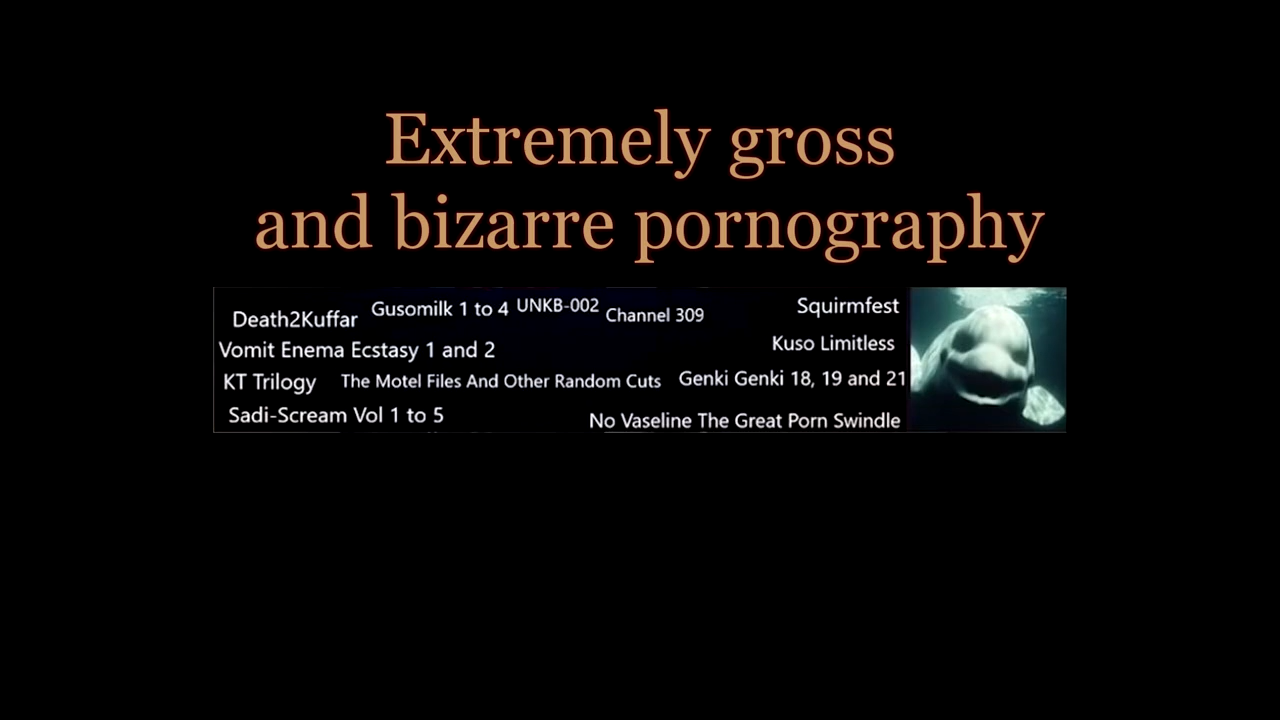 Extremely gross
and bizarre pornography
Death2Kuffar Gusomilk 1 to 4 UNKB-002 Channel 309 Squirmfest
Vomit Enema Ecstasy 1 and 2 Kuso Limitless
KT Trilogy The Motel Files And Other Random Cuts Genki Genki 18, 19 and 21
Sadi-Scream Vol 1 to 5 No Vaseline The Great Porn Swindle